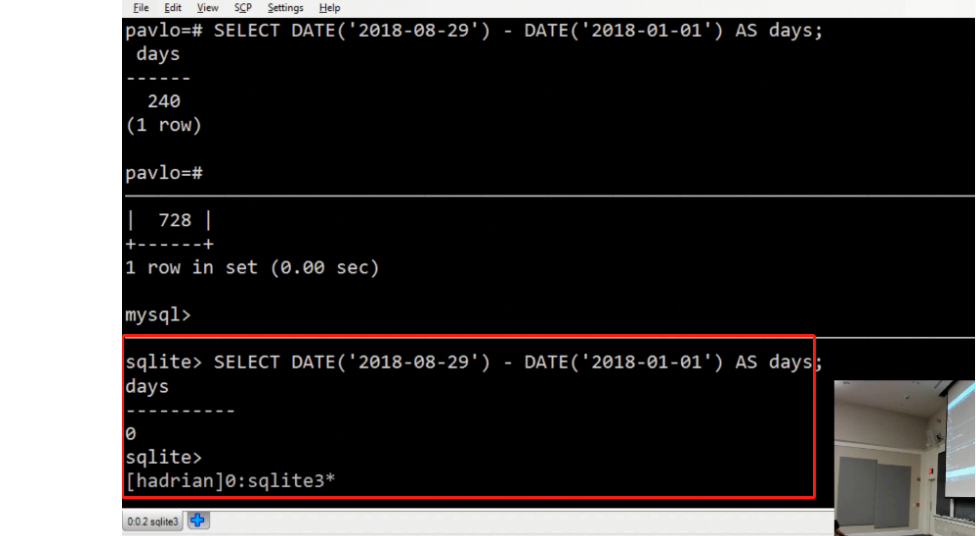 File Edit View SCP Settings Help
pavlo=# SELECT DATE('2018-08-29') - DATE('2018-01-01') AS days;
days
------
240
(1 row)
pavlo=#
| 728 |
+------+
1 row in set (0.00 sec)
mysql>
sqlite> SELECT DATE('2018-08-29') - DATE('2018-01-01') AS days;
days
----------
0
sqlite>
[hadrian]0:sqlite3*
0:0.2 sqlite3